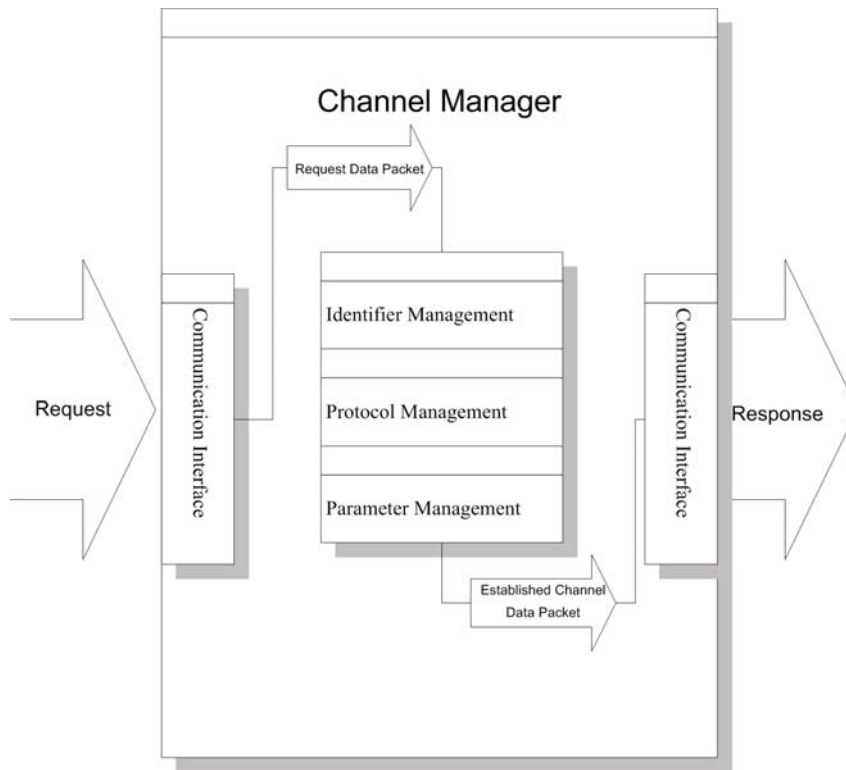 Channel Manager
Request Data Packet
Identifier Management
Communication Interface
Communication Interface
Request
Protocol Management
Response
Parameter Management
Established Channel
Data Packet